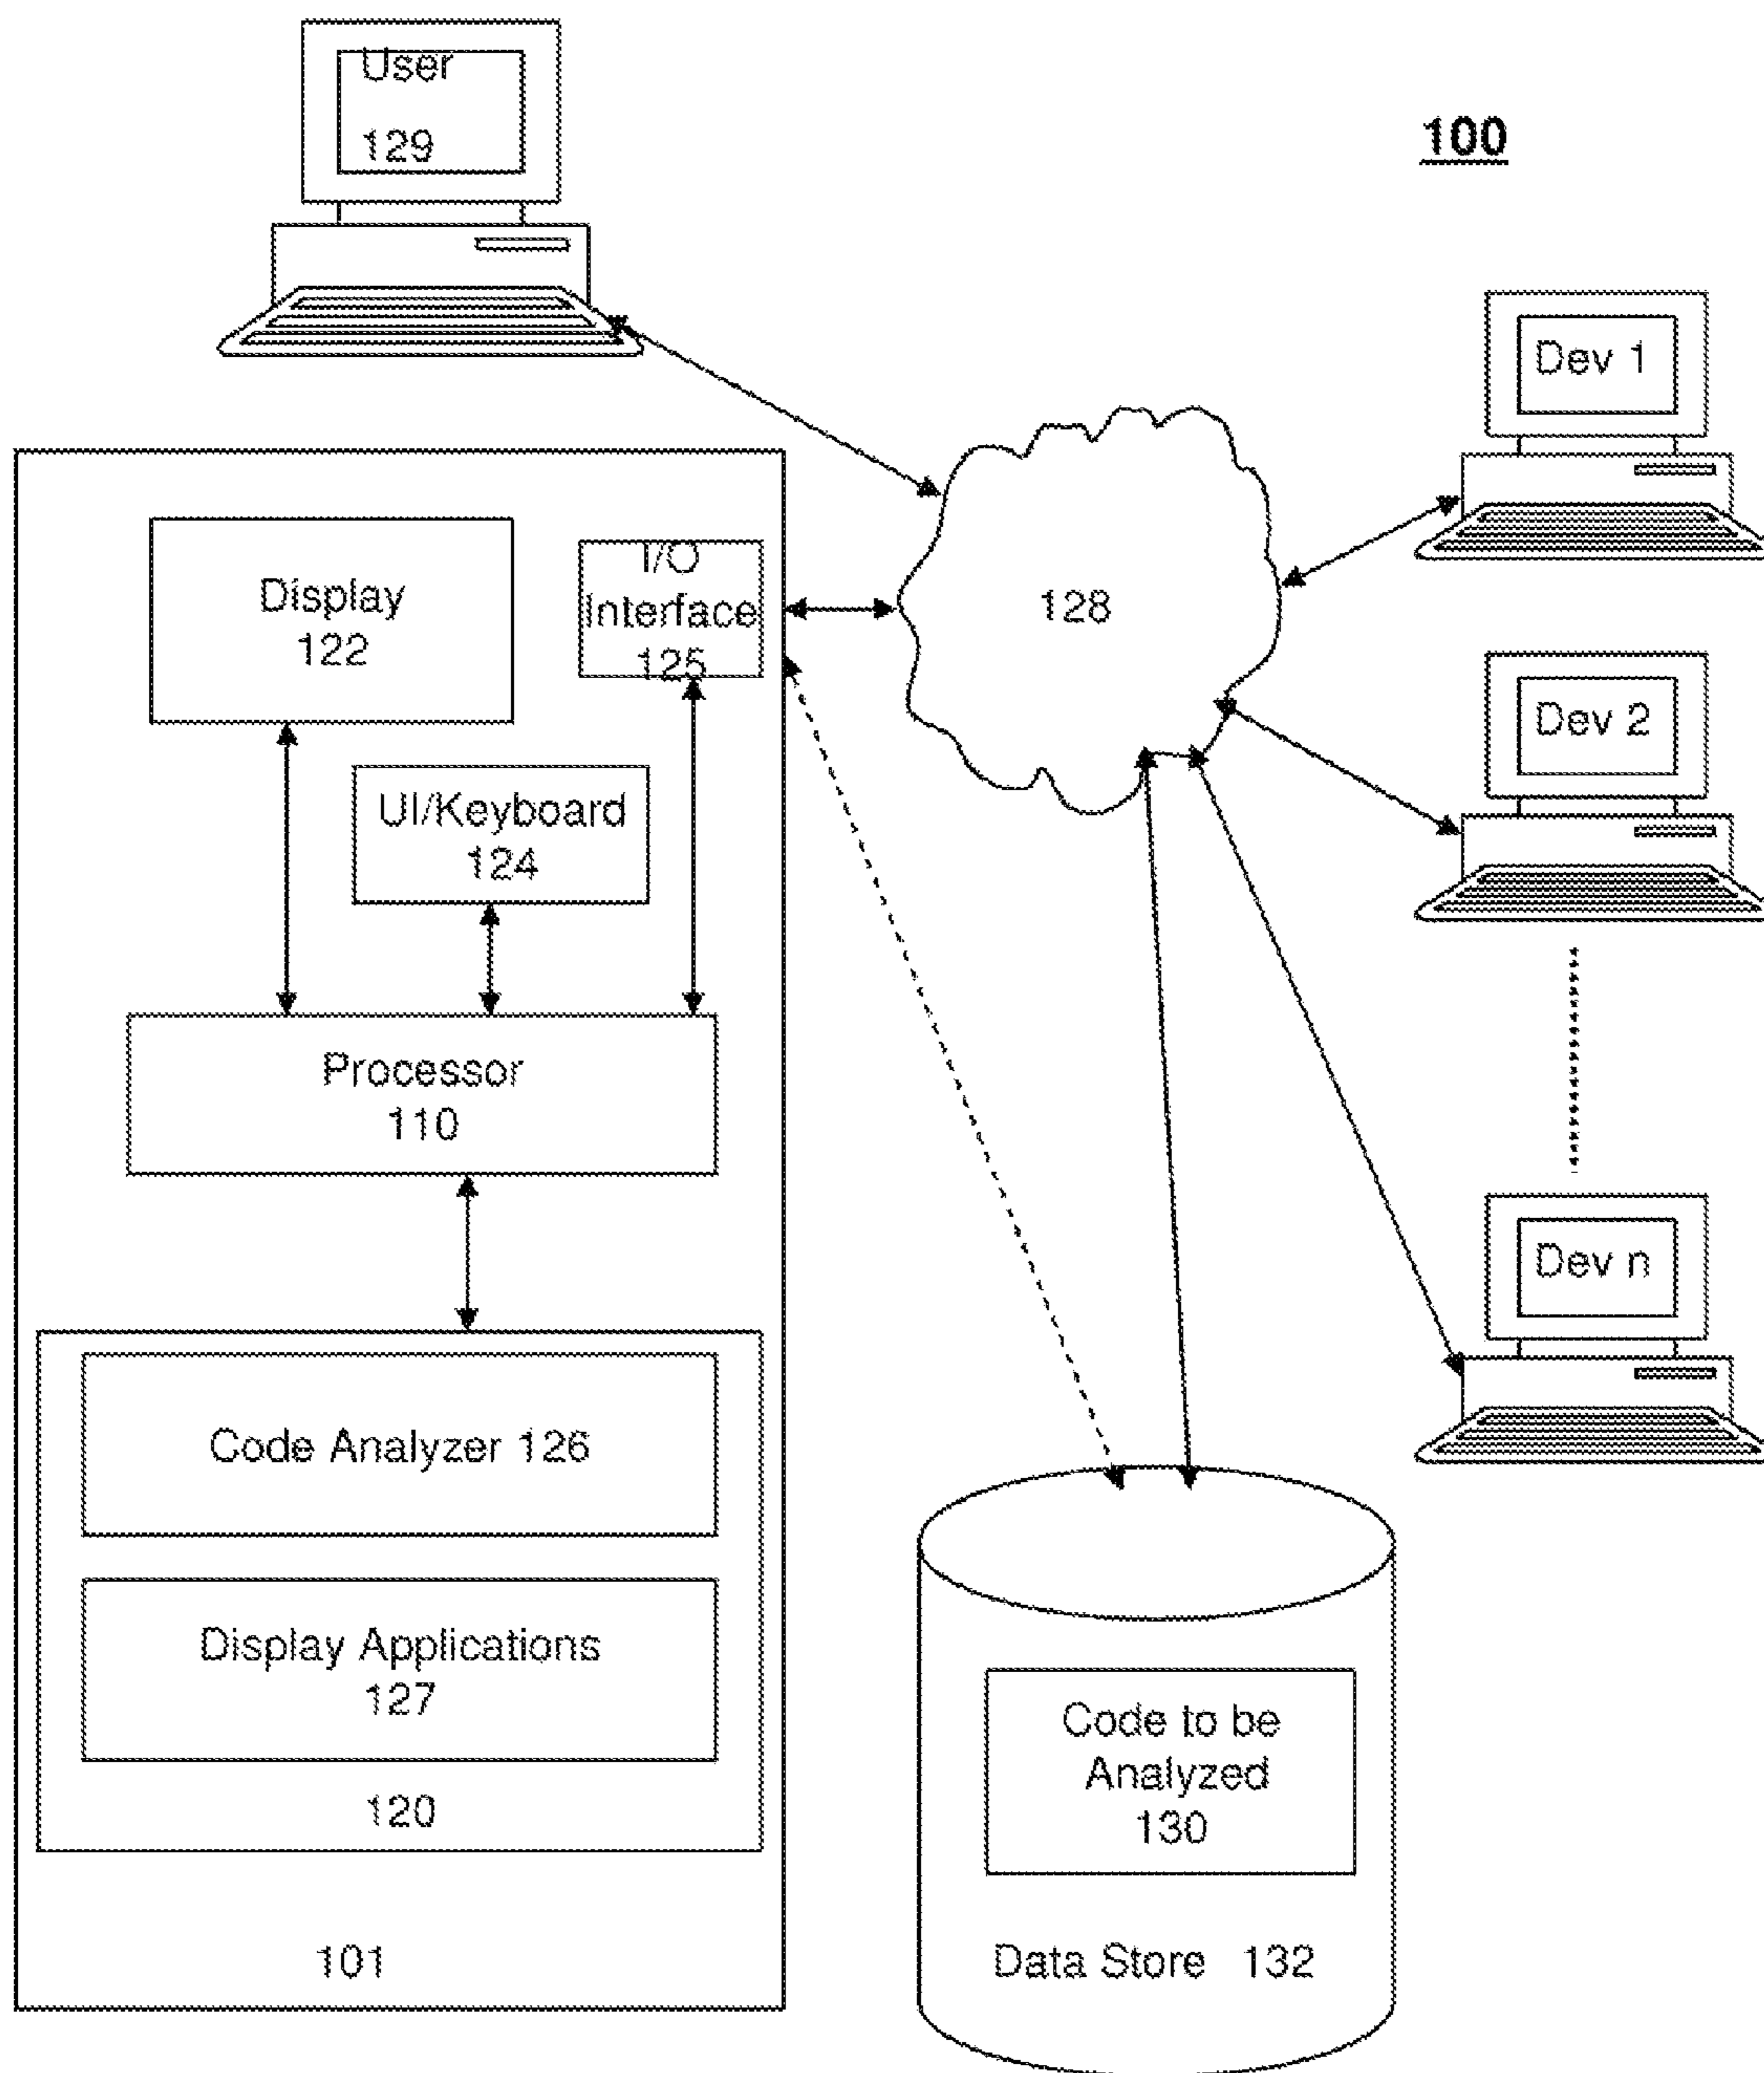 User
129
100
Dev 1
Display
122
I/O
Interface
125
128
Dev 2
UI/Keyboard
124
Processor
110
Dev n
Code Analyzer 126
Display Applications
127
120
101
Code to be
Analyzed
130
Data Store 132